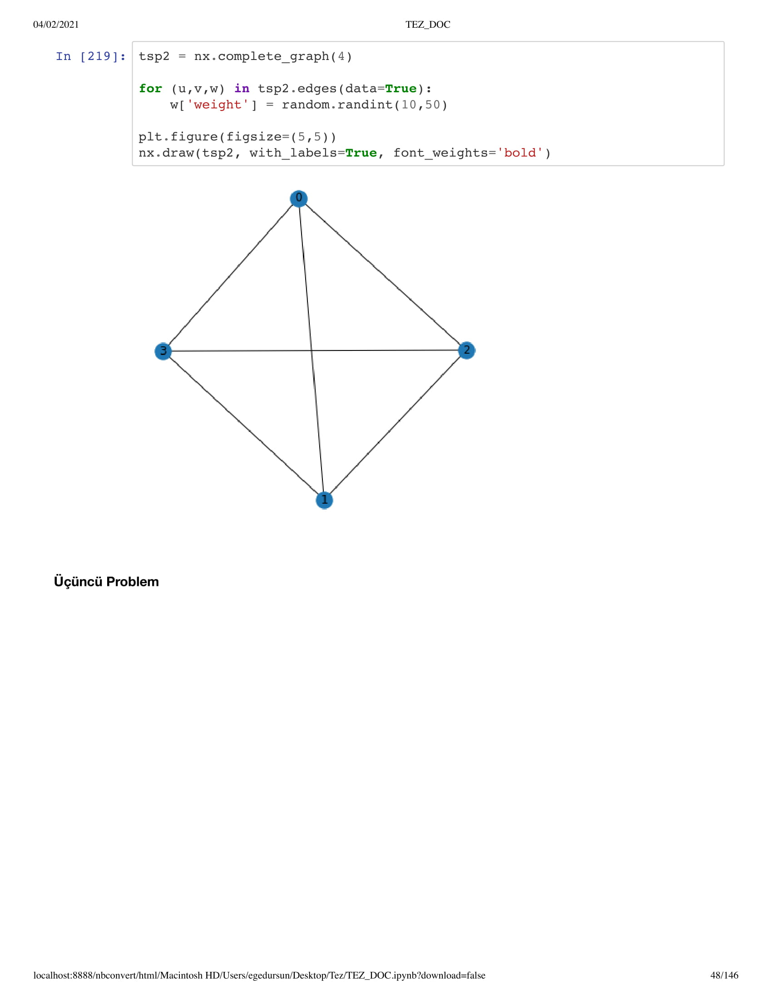 04/02/2021 TEZ_DOC
In [219]: tsp2 = nx.complete_graph(4)
for (u,v,w) in tsp2.edges(data=True):
    w['weight'] = random.randint(10,50)
plt.figure(figsize=(5,5))
nx.draw(tsp2, with_labels=True, font_weights='bold')
0
3 2
1
Üçüncü Problem
localhost:8888/nbconvert/html/Macintosh HD/Users/egedursun/Desktop/Tez/TEZ_DOC.ipynb?download=false 48/146